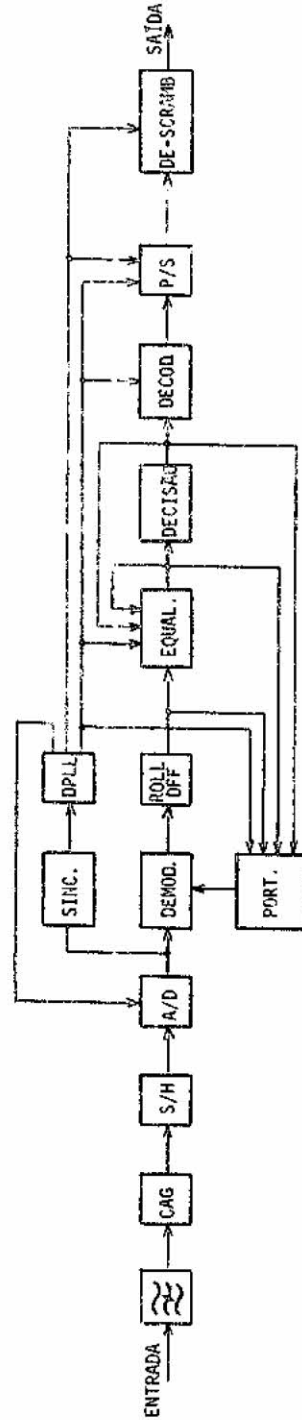 ENTRADA
CAG
S/H
A/D
SINC.
DPLL
DEMOD.
ROLL
OFF
PORT.
EQUAL.
DECISÃO
DECOD
P/S
DE-SCRAMB
SAÍDA